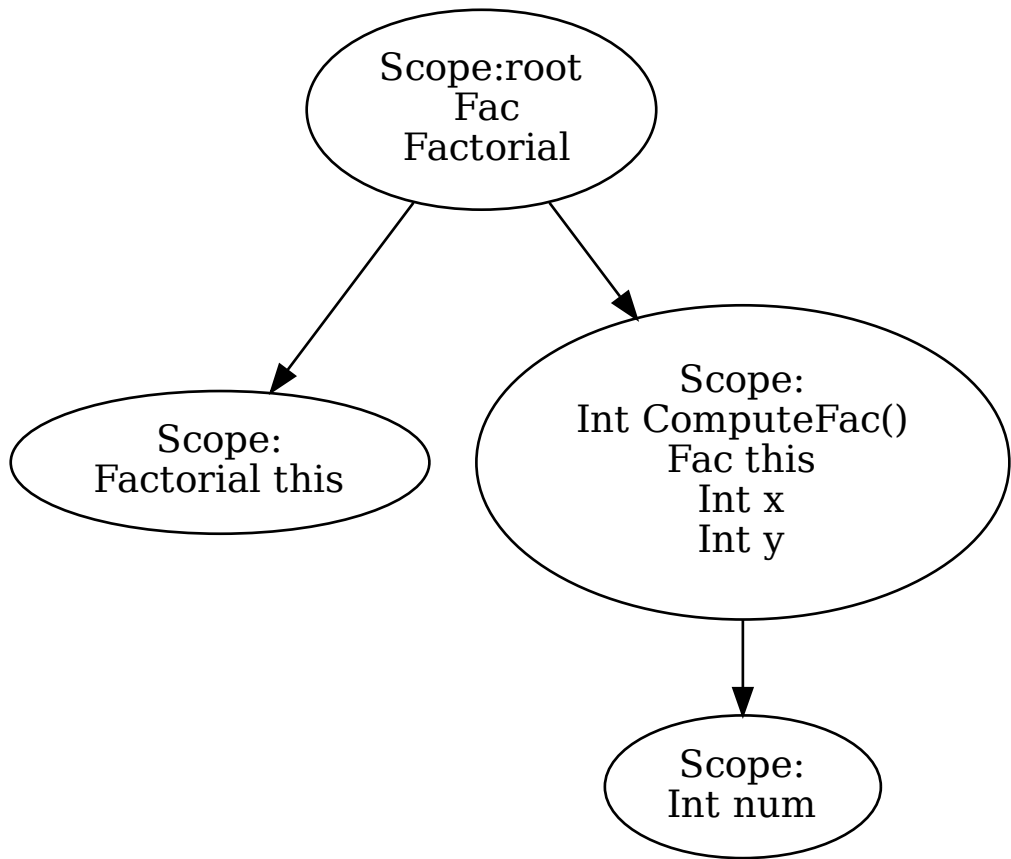 Scope:root
Fac
Factorial
Scope:
Factorial this
Scope:
Int ComputeFac()
Fac this
Int x
Int y
Scope:
Int num